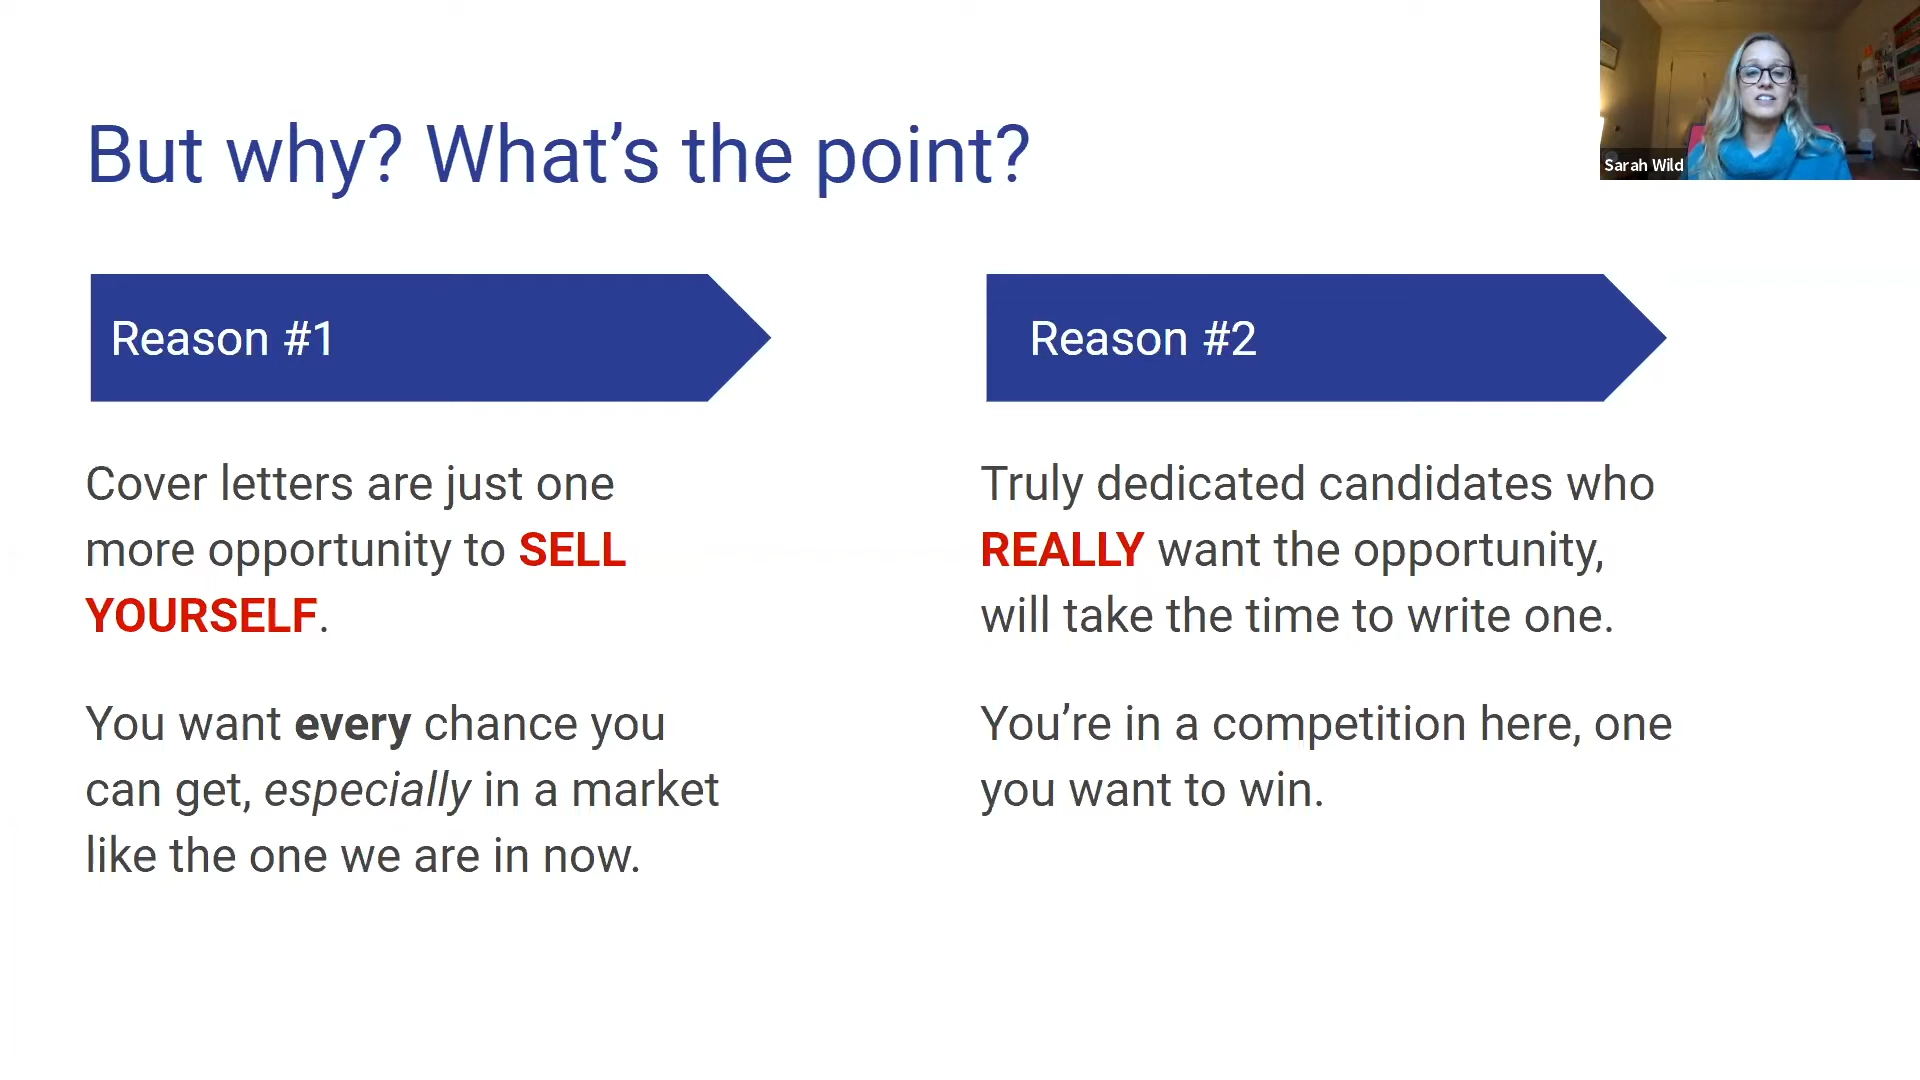 But why? What’s the point?
Sarah Wild
Reason #1
Cover letters are just one
more opportunity to SELL
YOURSELF.
You want every chance you
can get, especially in a market
like the one we are in now.
Reason #2
Truly dedicated candidates who
REALLY want the opportunity,
will take the time to write one.
You’re in a competition here, one
you want to win.